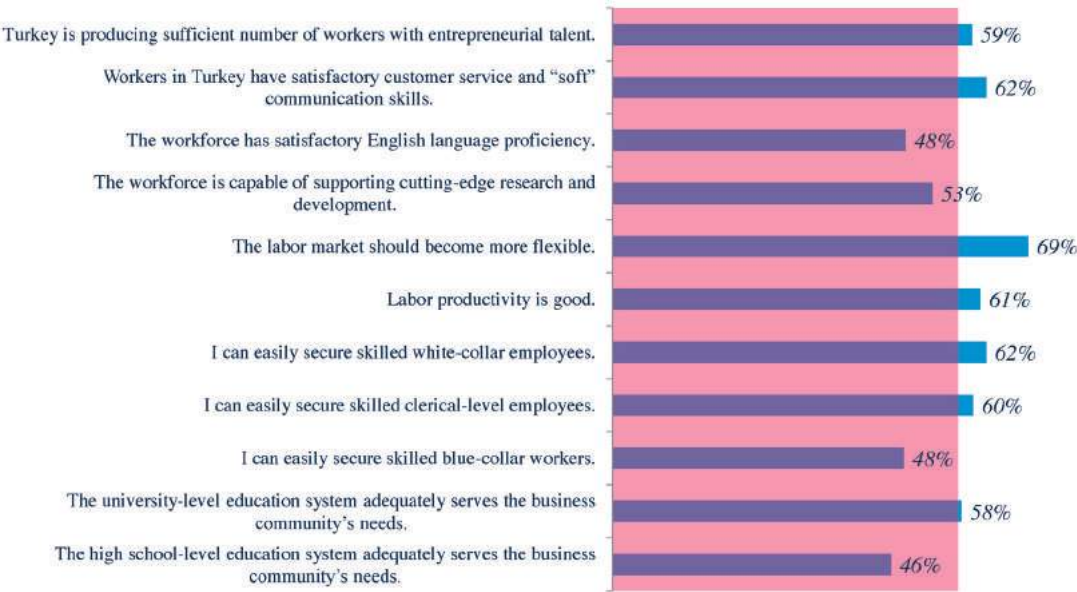 Turkey is producing sufficient number of workers with entrepreneurial talent.
59%
Workers in Turkey have satisfactory customer service and “soft”
communication skills.
62%
The workforce has satisfactory English language proficiency.
48%
The workforce is capable of supporting cutting-edge research and
development.
53%
The labor market should become more flexible.
69%
Labor productivity is good.
61%
I can easily secure skilled white-collar employees.
62%
I can easily secure skilled clerical-level employees.
60%
I can easily secure skilled blue-collar workers.
48%
The university-level education system adequately serves the business
community’s needs.
58%
The high school-level education system adequately serves the business
community’s needs.
46%